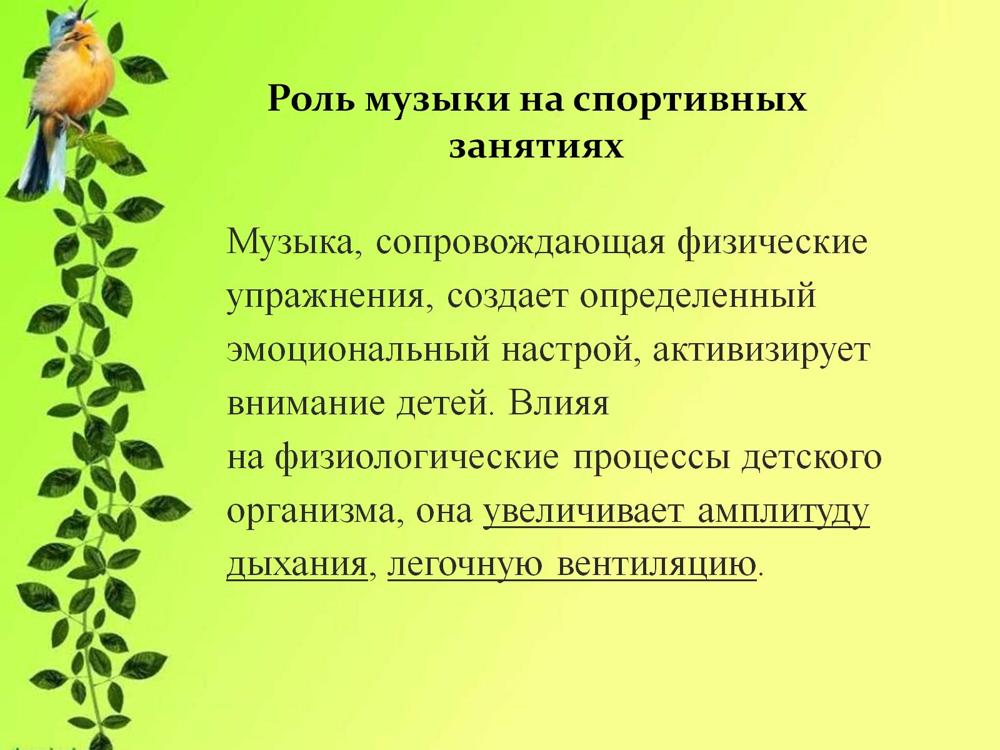 Роль музыки на спортивных
занятиях
Музыка, сопровождающая физические
упражнения, создает определенный
эмоциональный настрой, активизирует
внимание детей. Влияя
на физиологические процессы детского
организма, она увеличивает амплитуду
дыхания, легочную вентиляцию.